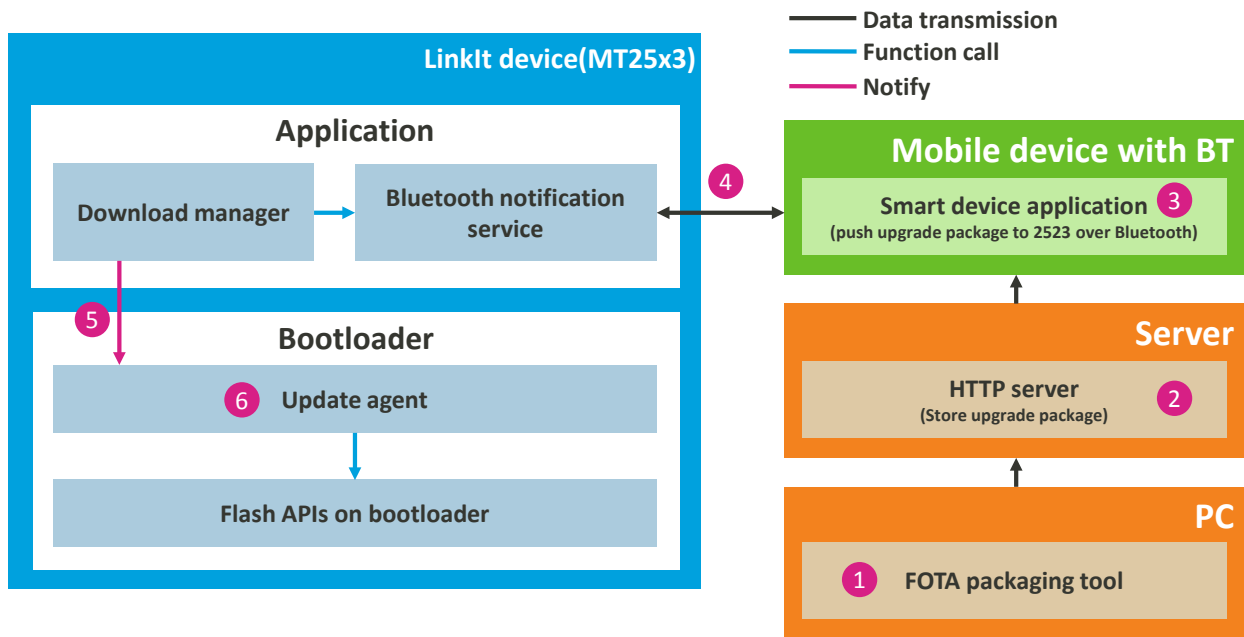 Data transmission
Function call
Notify
LinkIt device(MT25x3)
Application
Download manager
Bluetooth notification
service
4
Mobile device with BT
Smart device application
3
(push upgrade package to 2523 over Bluetooth)
5
Bootloader
6
Update agent
Flash APIs on bootloader
Server
HTTP server
2
(Store upgrade package)
PC
1
FOTA packaging tool